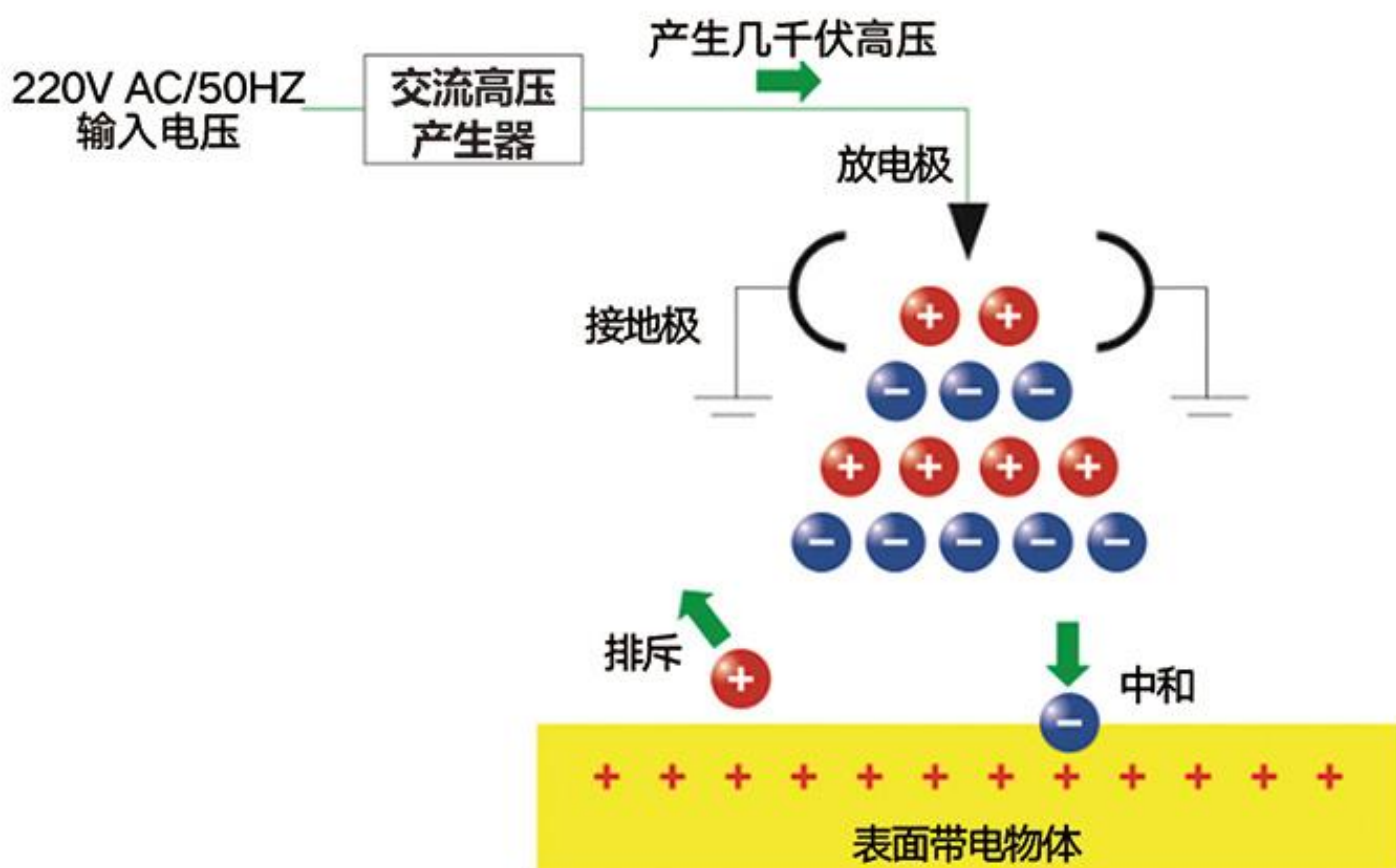 产生几千伏高压
220V AC/50HZ
输入电压
交流高压
产生器
放电极
接地极
+ +
− − −
+ + + +
− − − − −
排斥
+
中和
−
+ + + + + + + + + + + +
表面带电物体